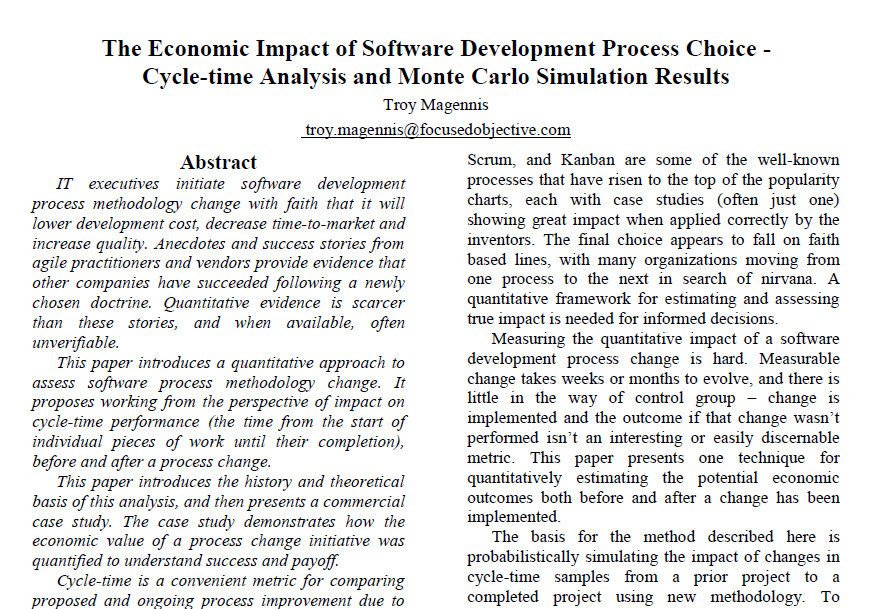 The Economic Impact of Software Development Process Choice -
Cycle-time Analysis and Monte Carlo Simulation Results
Troy Magennis
troy.magennis@focusedobjective.com
Abstract
IT executives initiate software development
process methodology change with faith that it will
lower development cost, decrease time-to-market and
increase quality. Anecdotes and success stories from
agile practitioners and vendors provide evidence that
other companies have succeeded following a newly
chosen doctrine. Quantitative evidence is scarcer
than these stories, and when available, often
unverifiable.
This paper introduces a quantitative approach to
assess software process methodology change. It
proposes working from the perspective of impact on
cycle-time performance (the time from the start of
individual pieces of work until their completion),
before and after a process change.
This paper introduces the history and theoretical
basis of this analysis, and then presents a commercial
case study. The case study demonstrates how the
economic value of a process change initiative was
quantified to understand success and payoff.
Cycle-time is a convenient metric for comparing
proposed and ongoing process improvement due to
Scrum, and Kanban are some of the well-known
processes that have risen to the top of the popularity
charts, each with case studies (often just one)
showing great impact when applied correctly by the
inventors. The final choice appears to fall on faith
based lines, with many organizations moving from
one process to the next in search of nirvana. A
quantitative framework for estimating and assessing
true impact is needed for informed decisions.
Measuring the quantitative impact of a software
development process change is hard. Measurable
change takes weeks or months to evolve, and there is
little in the way of control group – change is
implemented and the outcome if that change wasn't
performed isn't an interesting or easily discernable
metric. This paper presents one technique for
quantitatively estimating the potential economic
outcomes both before and after a change has been
implemented.
The basis for the method described here is
probabilistically simulating the impact of changes in
cycle-time samples from a prior project to a
completed project using new methodology. To